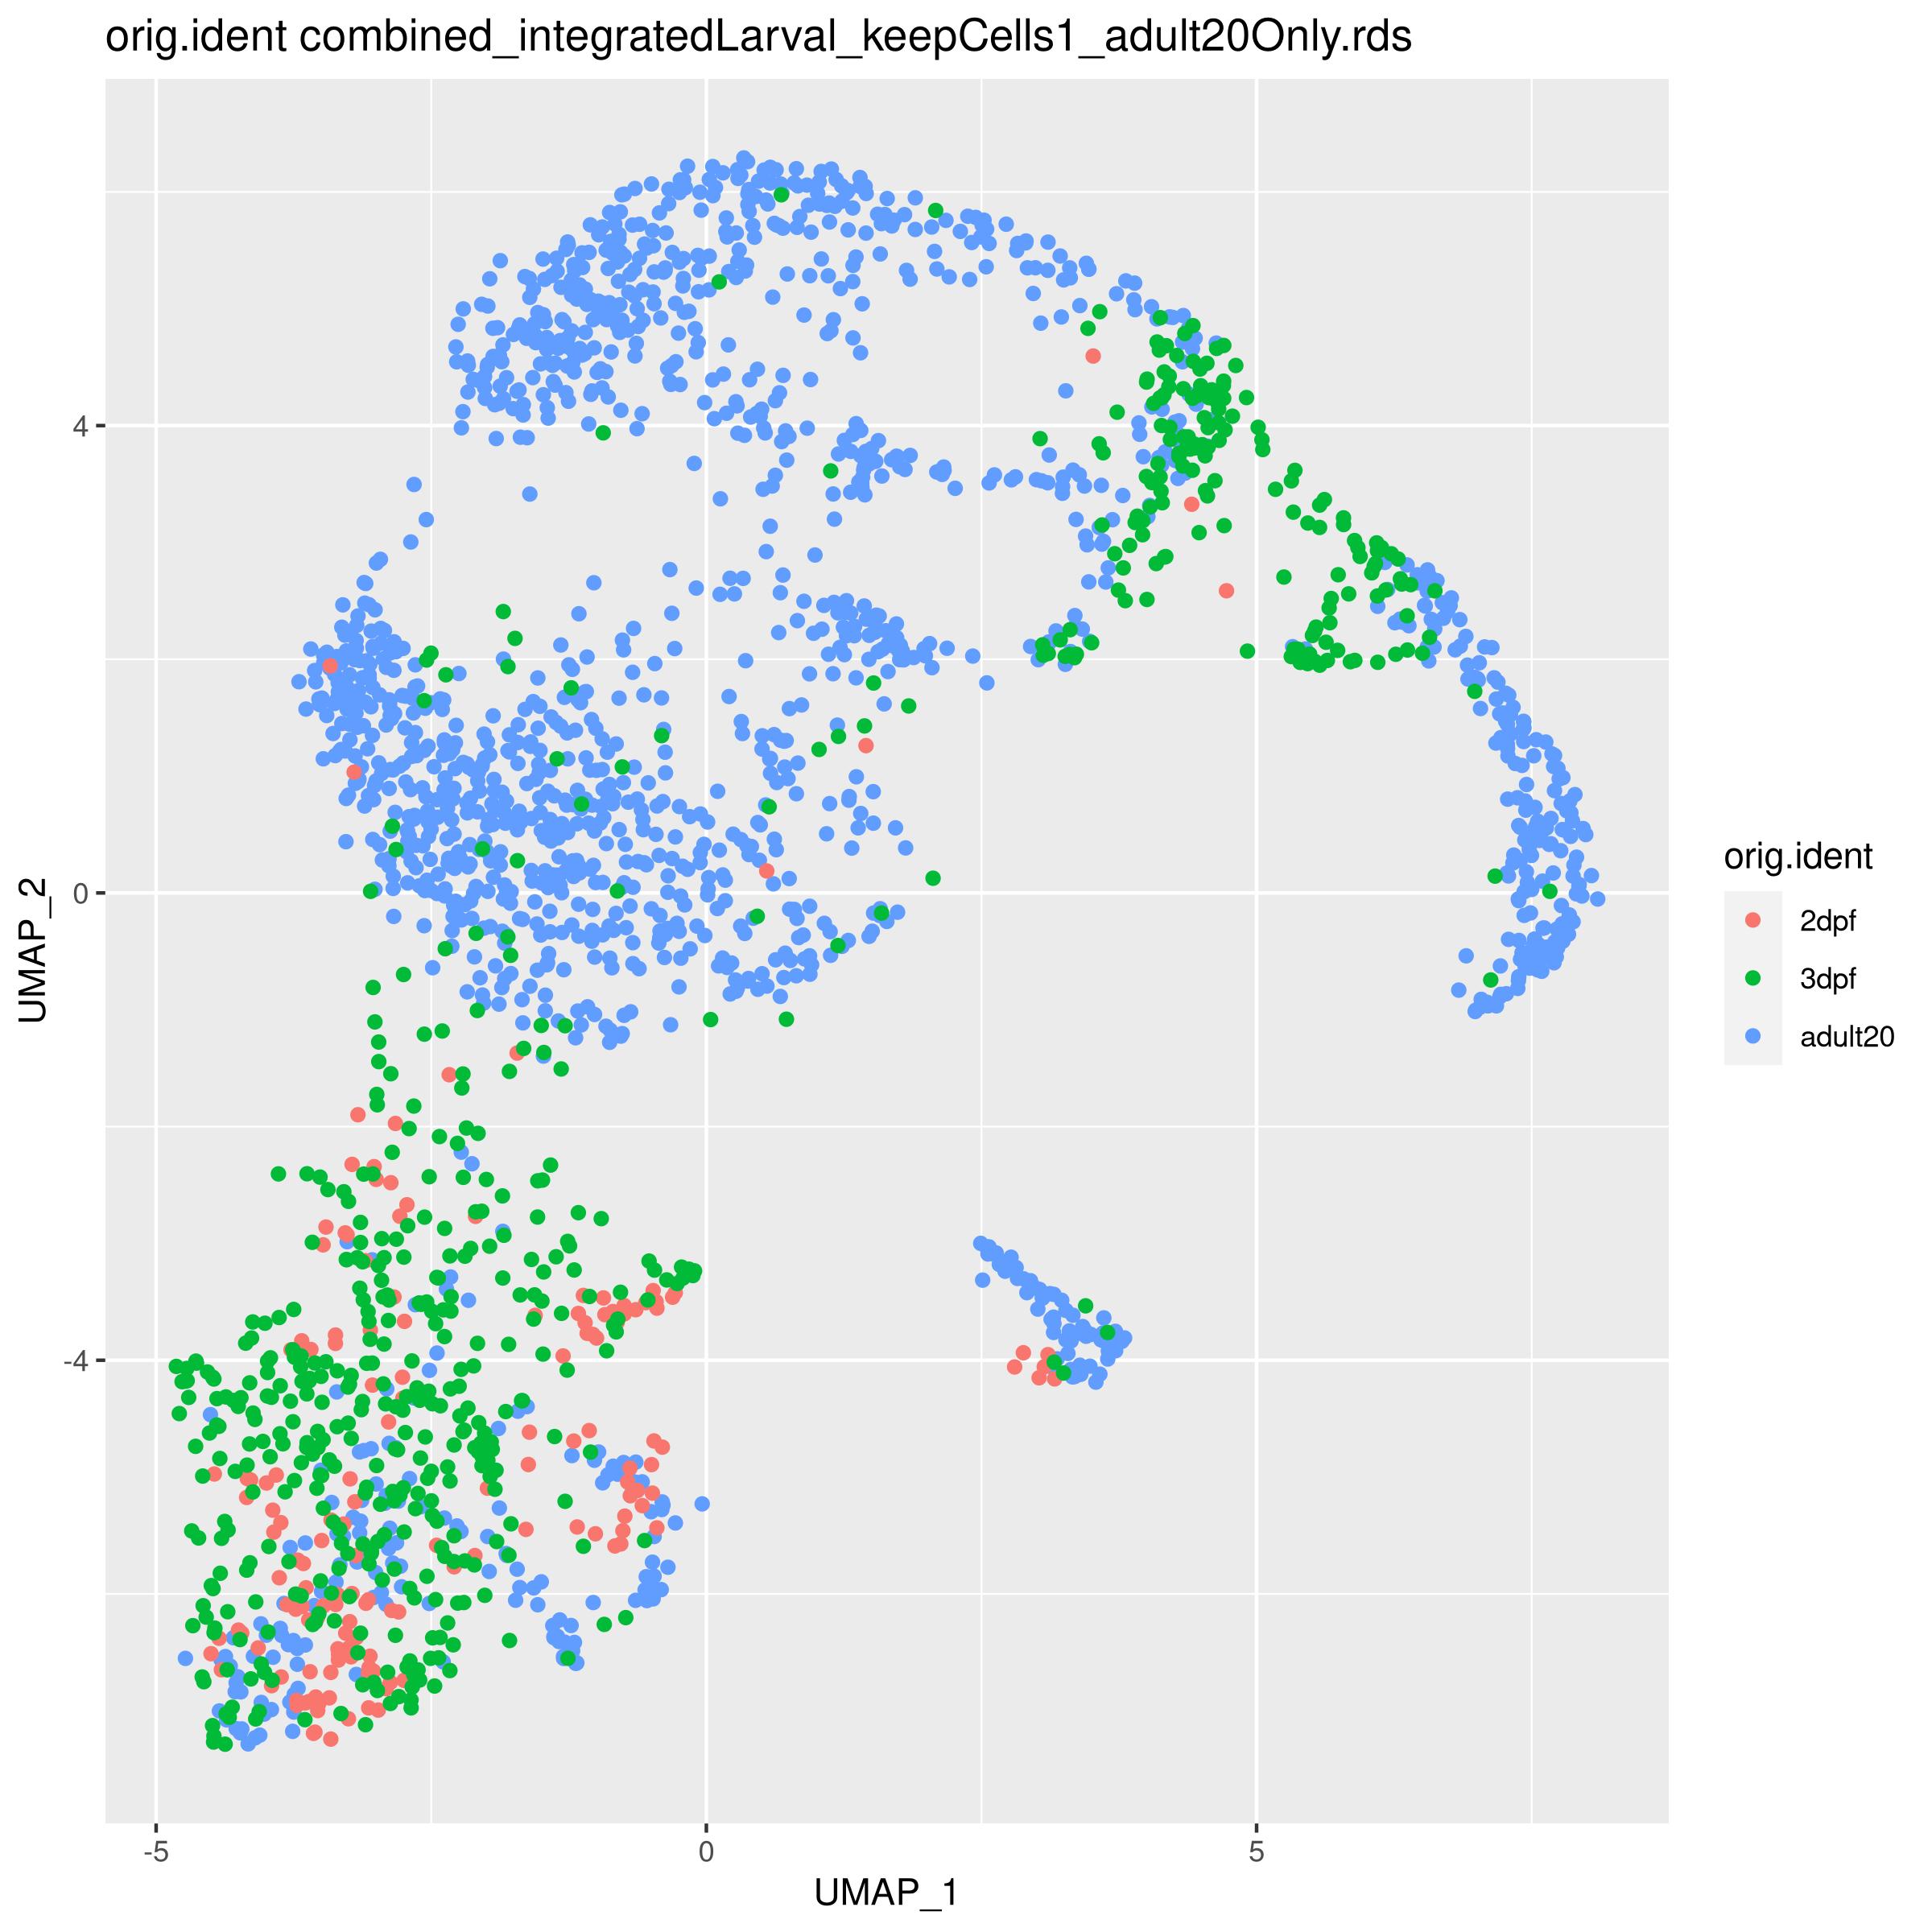 orig.ident combined_integratedLarval_keepCells1_adult20Only.rds
UMAP_2
4
0
-4
-5
0
5
UMAP_1
orig.ident
2dpf
3dpf
adult20